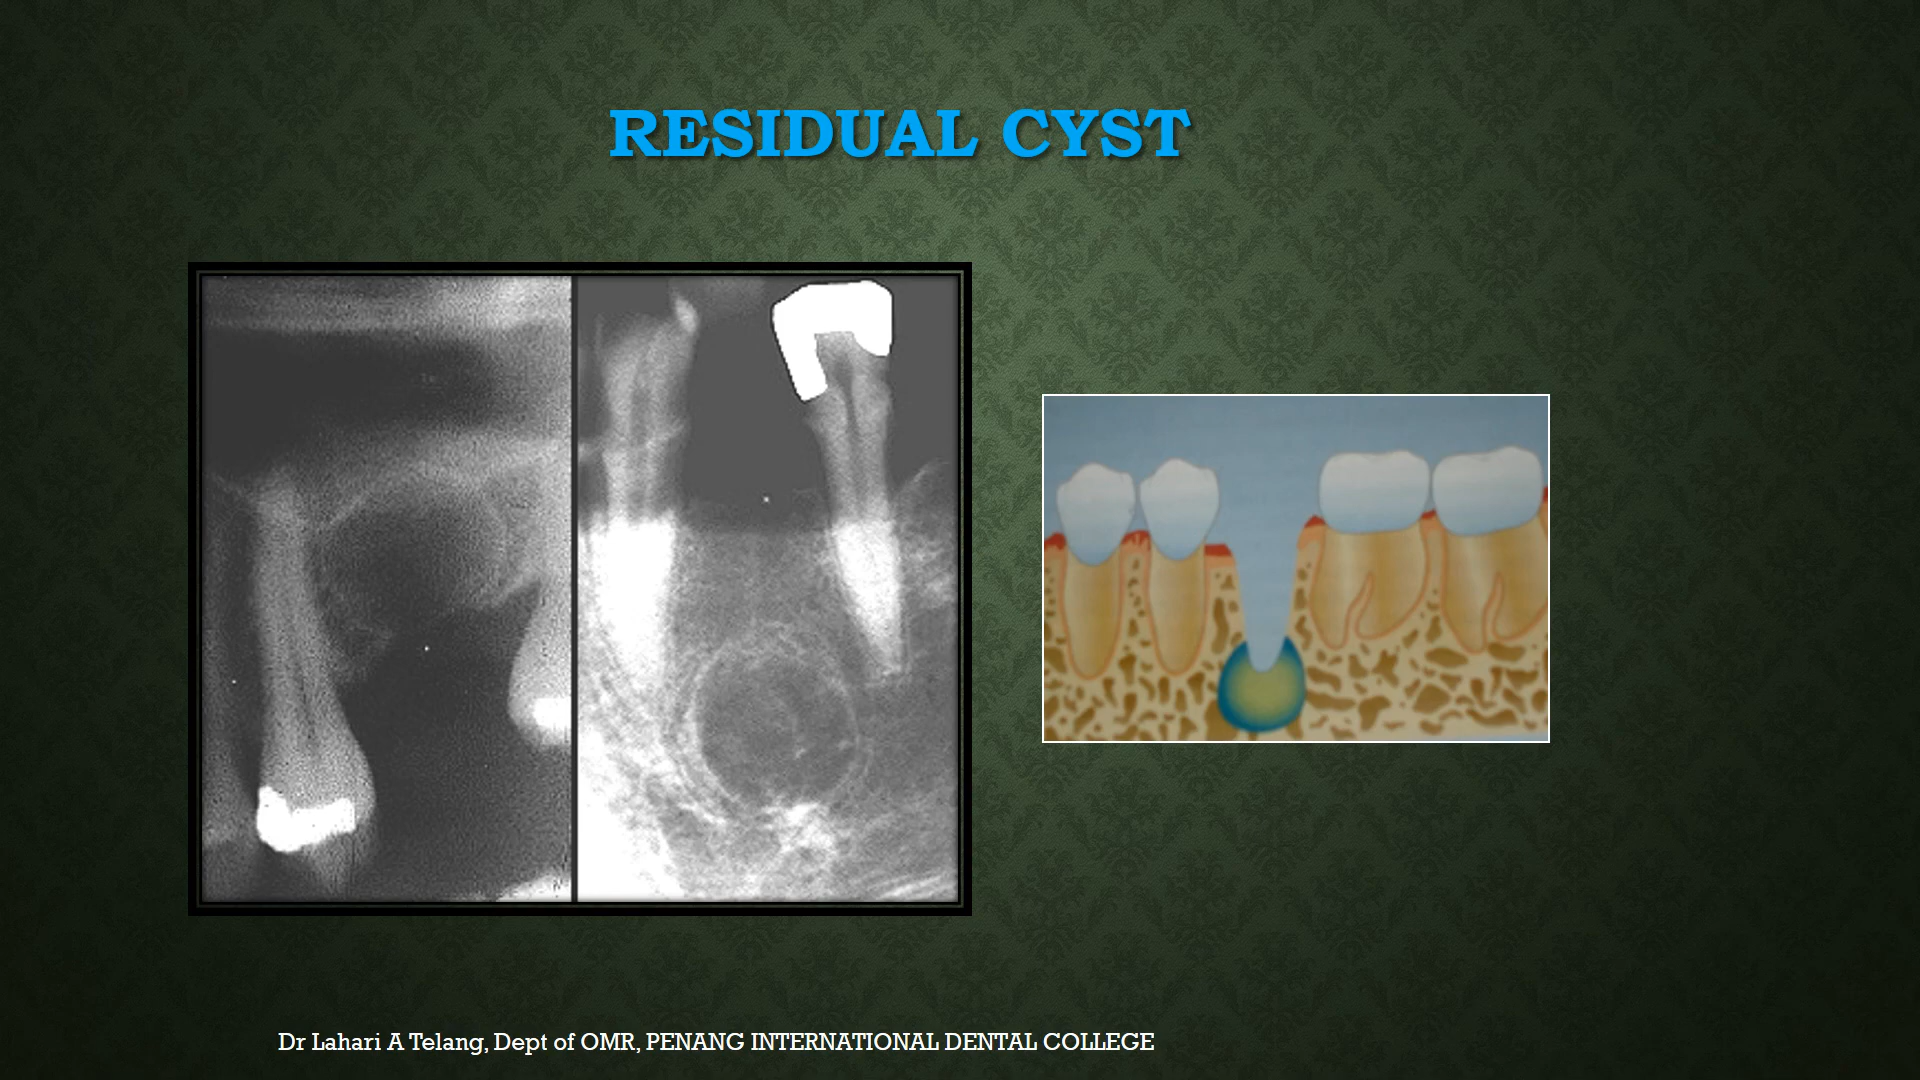 RESIDUAL CYST
Dr Lahari A Telang, Dept of OMR, PENANG INTERNATIONAL DENTAL COLLEGE